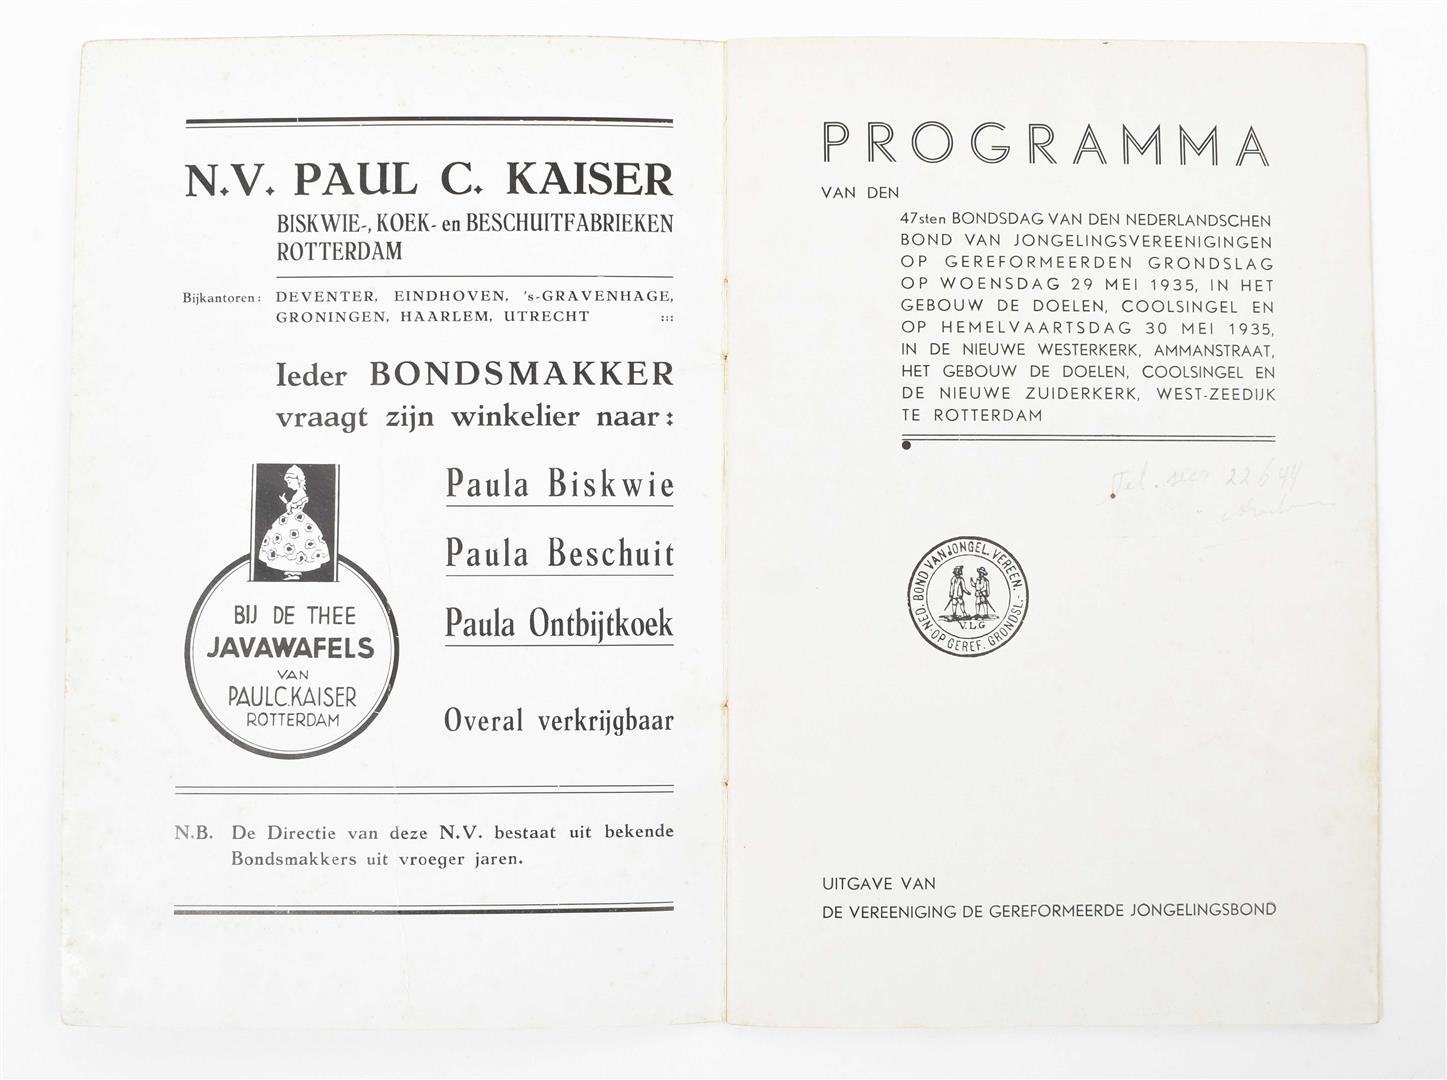 N.V. PAUL C. KAISER
BISKWIE-, KOEK- en BESCHUITFABRIEKEN
ROTTERDAM
Bijkantoren: DEVENTER, EINDHOVEN, 's-GRAVENHAGE,
GRONINGEN, HAARLEM, UTRECHT :::
Ieder BONDSMAKKER
vraagt zijn winkelier naar:
Paula Biskwie
Paula Beschuit
Paula Ontbijtkoek
Overal verkrijgbaar
BIJ DE THEE
JAVAWAFELS
VAN
PAUL C. KAISER
ROTTERDAM
N.B. De Directie van deze N.V. bestaat uit bekende
Bondsmakkers uit vroeger jaren.
PROGRAMMA
VAN DEN
47sten BONDSDAG VAN DEN NEDERLANDSCHEN
BOND VAN JONGELINGSVEREENIGINGEN
OP GEREFORMEERDEN GRONDSLAG
OP WOENSDAG 29 MEI 1935, IN HET
GEBOUW DE DOELEN, COOLSINGEL EN
OP HEMELVAARTSDAG 30 MEI 1935,
IN DE NIEUWE WESTERKERK, AMMANSTRAAT,
HET GEBOUW DE DOELEN, COOLSINGEL EN
DE NIEUWE ZUIDERKERK, WEST-ZEEDIJK
TE ROTTERDAM
Tel. 22644
NED. BOND VAN JONGEL. VEREEN.
OP GEREF. GRONDSL.
V.L.G
UITGAVE VAN
DE VEREENIGING DE GEREFORMEERDE JONGELINGSBOND